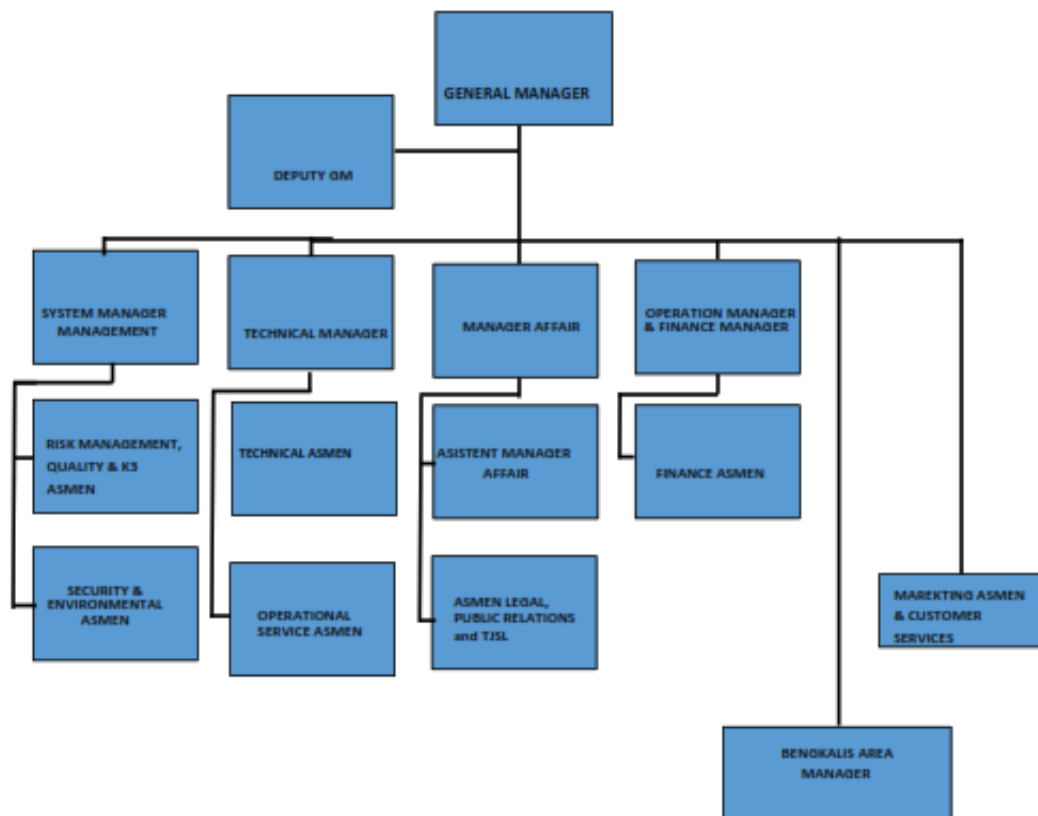 GENERAL MANAGER
DEPUTY GM
SYSTEM MANAGER
MANAGEMENT
TECHNICAL MANAGER
MANAGER AFFAIR
OPERATION MANAGER
& FINANCE MANAGER
RISK MANAGEMENT,
QUALITY & K3
ASMEN
TECHNICAL ASMEN
ASISTENT MANAGER
AFFAIR
FINANCE ASMEN
SECURITY &
ENVIRONMENTAL
ASMEN
OPERATIONAL
SERVICE ASMEN
ASMEN LEGAL,
PUBLIC RELATIONS
and TJSL
MAREKTING ASMEN
& CUSTOMER
SERVICES
BENGKALIS AREA
MANAGER